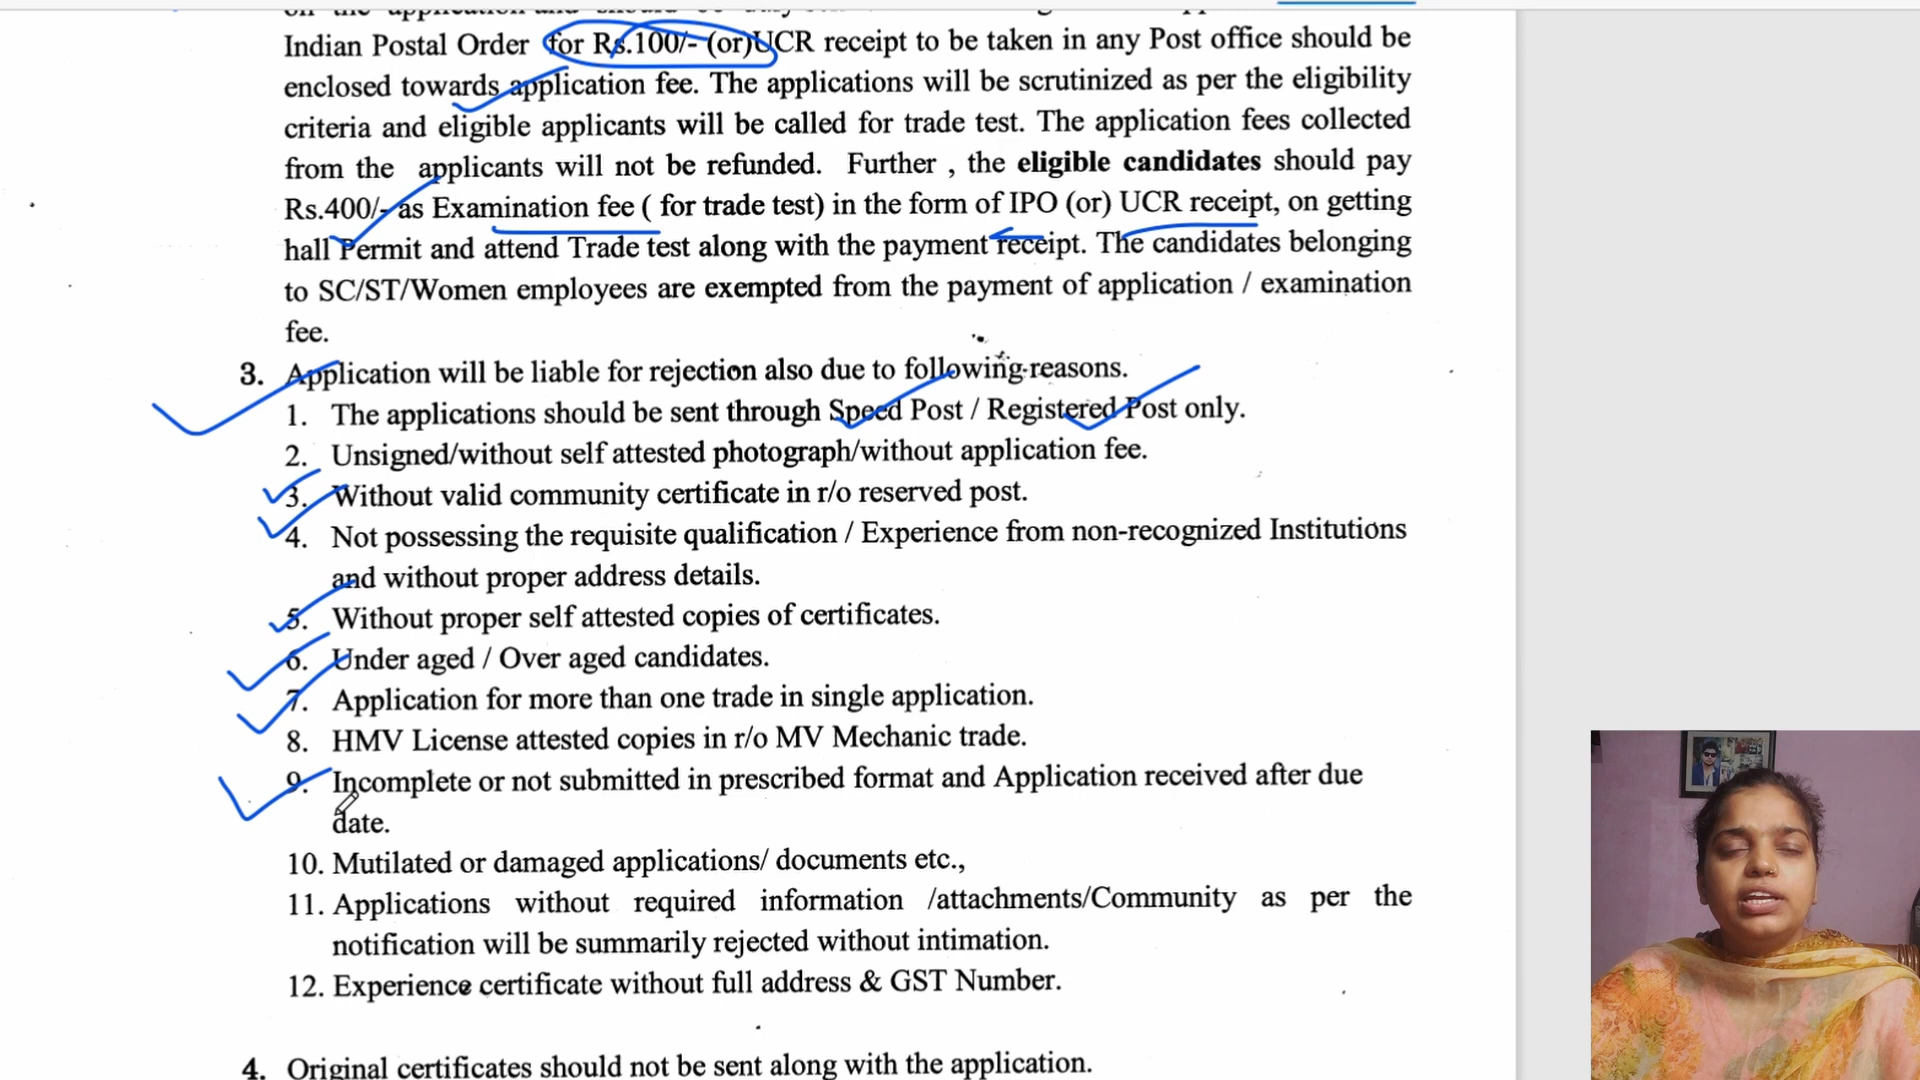 Indian Postal Order for Rs.100/- (or)UCR receipt to be taken in any Post office should be
enclosed towards application fee. The applications will be scrutinized as per the eligibility
criteria and eligible applicants will be called for trade test. The application fees collected
from the applicants will not be refunded. Further , the eligible candidates should pay
Rs.400/- as Examination fee ( for trade test) in the form of IPO (or) UCR receipt, on getting
hall Permit and attend Trade test along with the payment receipt. The candidates belonging
to SC/ST/Women employees are exempted from the payment of application / examination
fee.
3. Application will be liable for rejection also due to following reasons.
1. The applications should be sent through Speed Post / Registered Post only.
2. Unsigned/without self attested photograph/without application fee.
3. Without valid community certificate in r/o reserved post.
4. Not possessing the requisite qualification / Experience from non-recognized Institutions
and without proper address details.
5. Without proper self attested copies of certificates.
6. Under aged / Over aged candidates.
7. Application for more than one trade in single application.
8. HMV License attested copies in r/o MV Mechanic trade.
9. Incomplete or not submitted in prescribed format and Application received after due
date.
10. Mutilated or damaged applications/ documents etc.,
11. Applications without required information /attachments/Community as per the
notification will be summarily rejected without intimation.
12. Experience certificate without full address & GST Number.
4. Original certificates should not be sent along with the application.